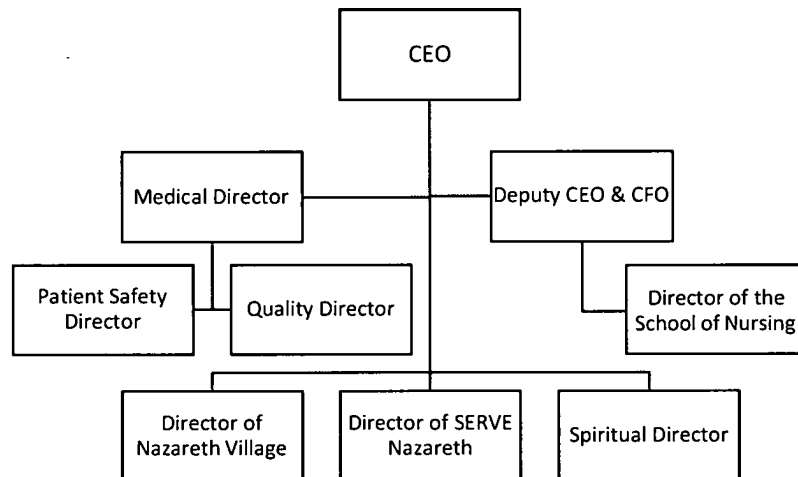 CEO
Medical Director
Deputy CEO & CFO
Patient Safety
Director
Quality Director
Director of the
School of Nursing
Director of
Nazareth Village
Director of SERVE
Nazareth
Spiritual Director